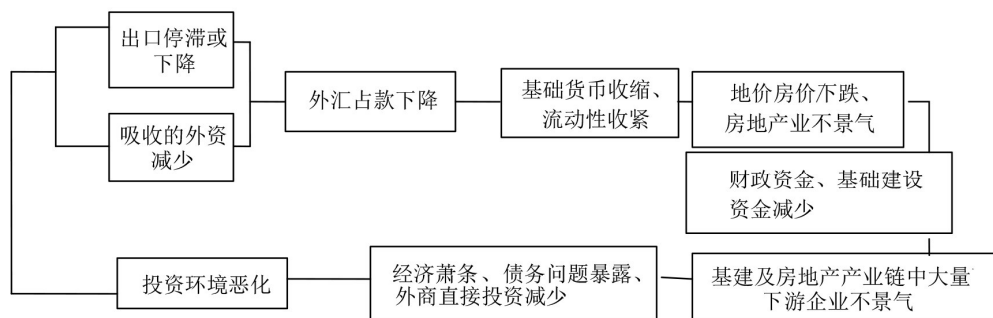 出口停滞或
下降
吸收的外资
减少
外汇占款下降
基础货币收缩、
流动性收紧
地价房价下跌、
房地产业不景气
财政资金、基础建设
资金减少
基建及房地产产业链中大量
下游企业不景气
经济萧条、债务问题暴露、
外商直接投资减少
投资环境恶化